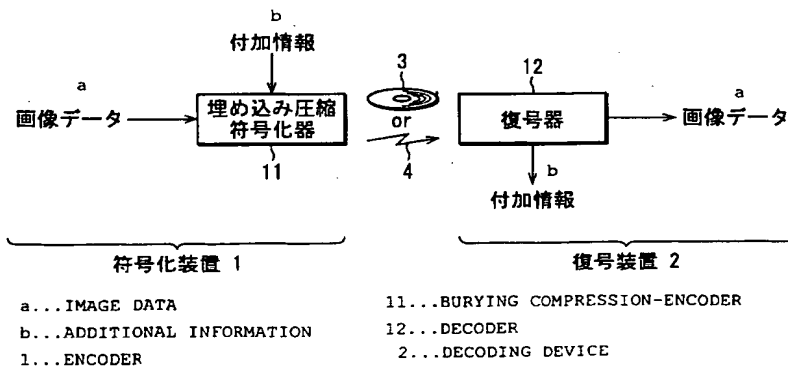 b
付加情報
3
12
a
a
画像データ
埋め込み圧縮
符号化器
or
復号器
画像データ
11
4
b
付加情報
符号化装置 1
復号装置 2
a...IMAGE DATA
b...ADDITIONAL INFORMATION
1...ENCODER
11...BURYING COMPRESSION-ENCODER
12...DECODER
2...DECODING DEVICE